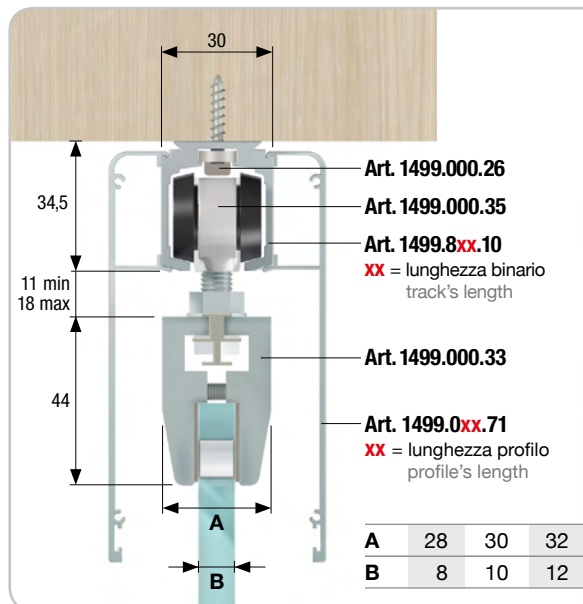 30
34,5
11 min
18 max
44
A
B
Art. 1499.000.26
Art. 1499.000.35
Art. 1499.8xx.10
xx = lunghezza binario
track's length
Art. 1499.000.33
Art. 1499.0xx.71
xx = lunghezza profilo
profile's length
A 28 30 32
B 8 10 12